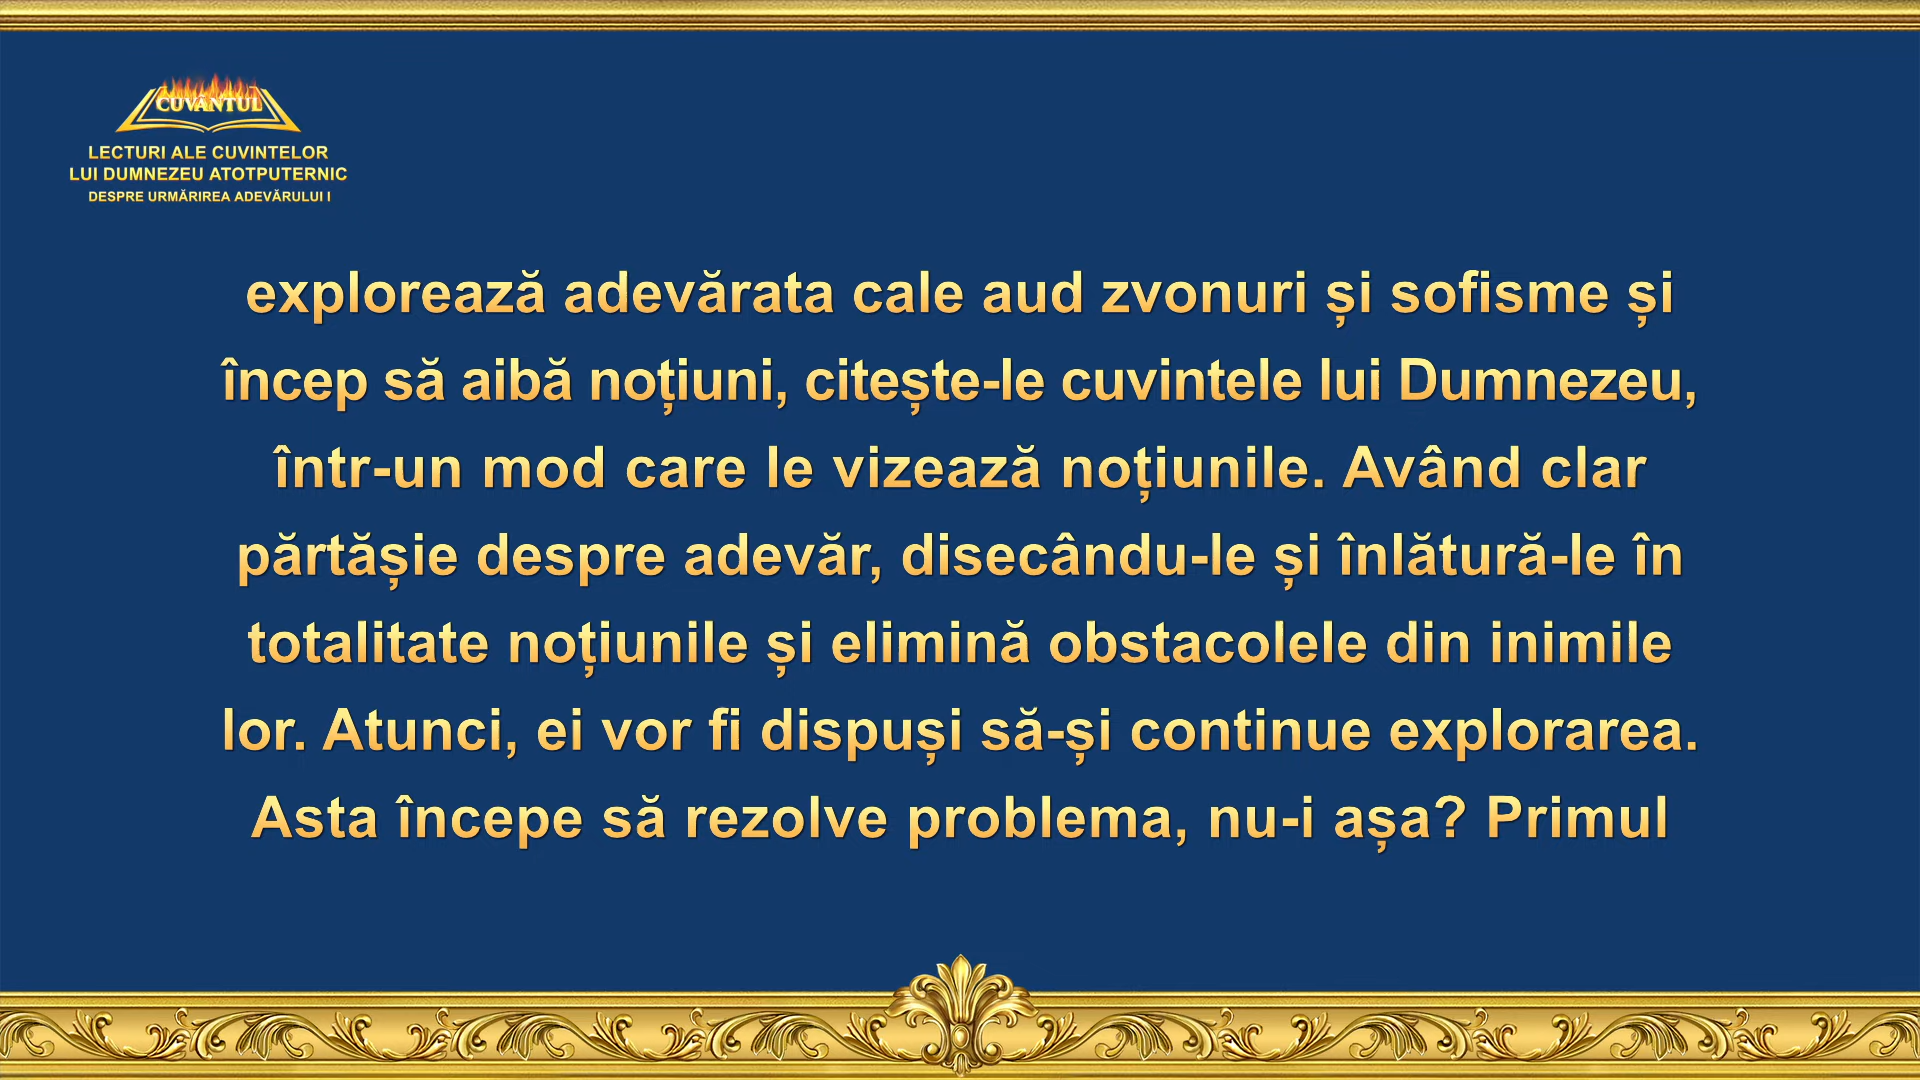 CUVÂNTUL
LECTURI ALE CUVINTELOR
LUI DUMNEZEU ATOTPUTERNIC
DESPRE URMĂRIREA ADEVĂRULUI I
explorează adevărata cale aud zvonuri și sofisme și
încep să aibă noțiuni, citește-le cuvintele lui Dumnezeu,
într-un mod care le vizează noțiunile. Având clar
părtășie despre adevăr, disecându-le și înlătură-le în
totalitate noțiunile și elimină obstacolele din inimile
lor. Atunci, ei vor fi dispuși să-și continue explorarea.
Asta începe să rezolve problema, nu-i așa? Primul